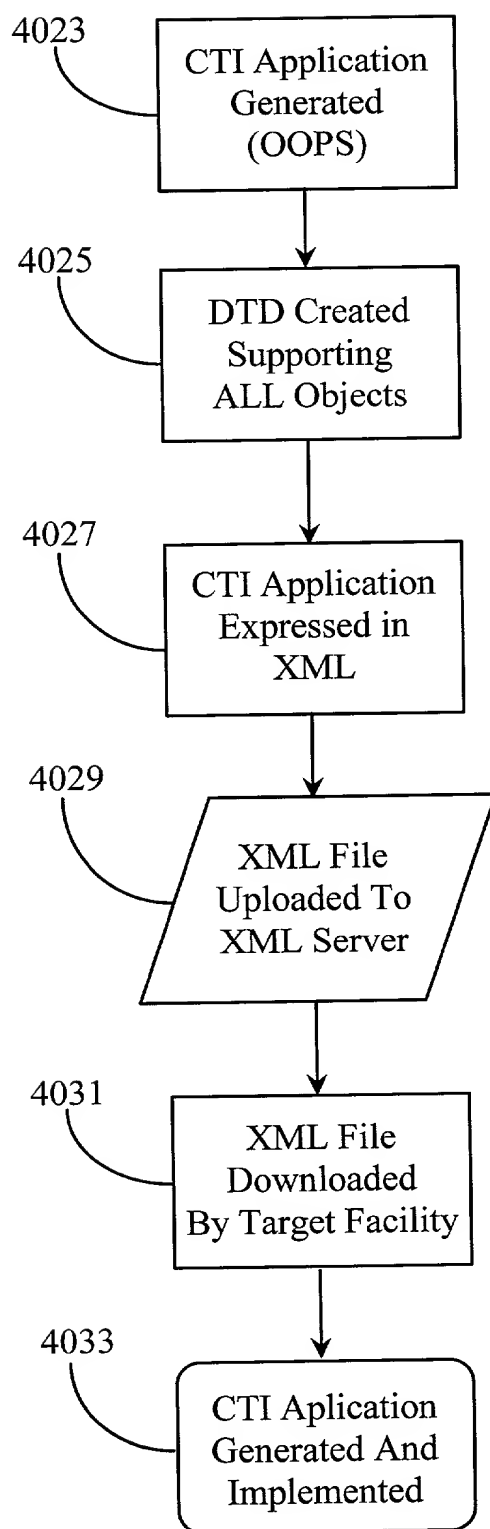 4023
CTI Application
Generated
(OOPS)
4025
DTD Created
Supporting
ALL Objects
4027
CTI Application
Expressed in
XML
4029
XML File
Uploaded To
XML Server
4031
XML File
Downloaded
By Target Facility
4033
CTI Aplication
Generated And
Implemented